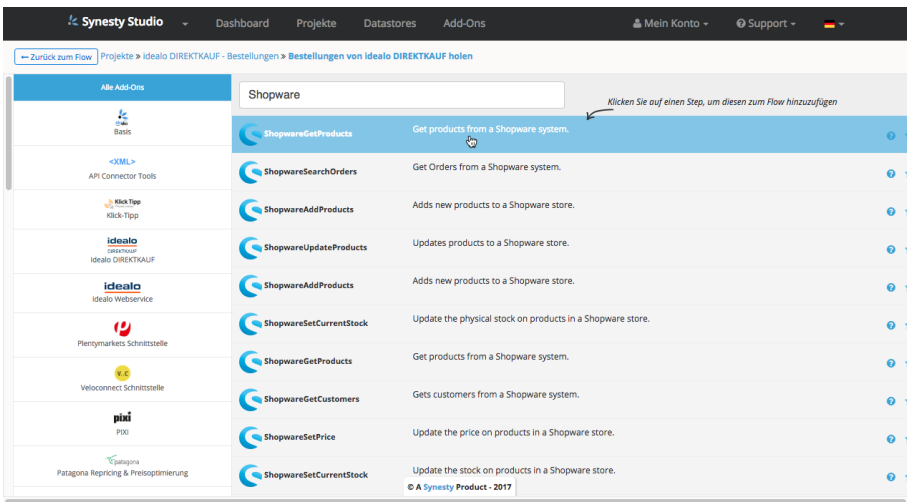 Synesty Studio Dashboard Projekte Datastores Add-Ons Mein Konto Support
←Zurück zum Flow Projekte » idealo DIREKTKAUF - Bestellungen » Bestellungen von idealo DIREKTKAUF holen
Alle Add-Ons
Basis
<XML>
API Connector Tools
Klick Tipp
Klick-Tipp
idealo
DIREKTKAUF
Idealo DIREKTKAUF
idealo
Idealo Webservice
Plentymarkets Schnittstelle
V..C
Veloconnect Schnittstelle
pixi
PIXI
patagona
Patagona Repricing & Preisoptimierung
Shopware
Klicken Sie auf einen Step, um diesen zum Flow hinzuzufügen
ShopwareGetProducts Get products from a Shopware system.
ShopwareSearchOrders Get Orders from a Shopware system.
ShopwareAddProducts Adds new products to a Shopware store.
ShopwareUpdateProducts Updates products to a Shopware store.
ShopwareAddProducts Adds new products to a Shopware store.
ShopwareSetCurrentStock Update the physical stock on products in a Shopware store.
ShopwareGetProducts Get products from a Shopware system.
ShopwareGetCustomers Gets customers from a Shopware system.
ShopwareSetPrice Update the price on products in a Shopware store.
ShopwareSetCurrentStock Update the stock on products in a Shopware store.
© A Synesty Product - 2017